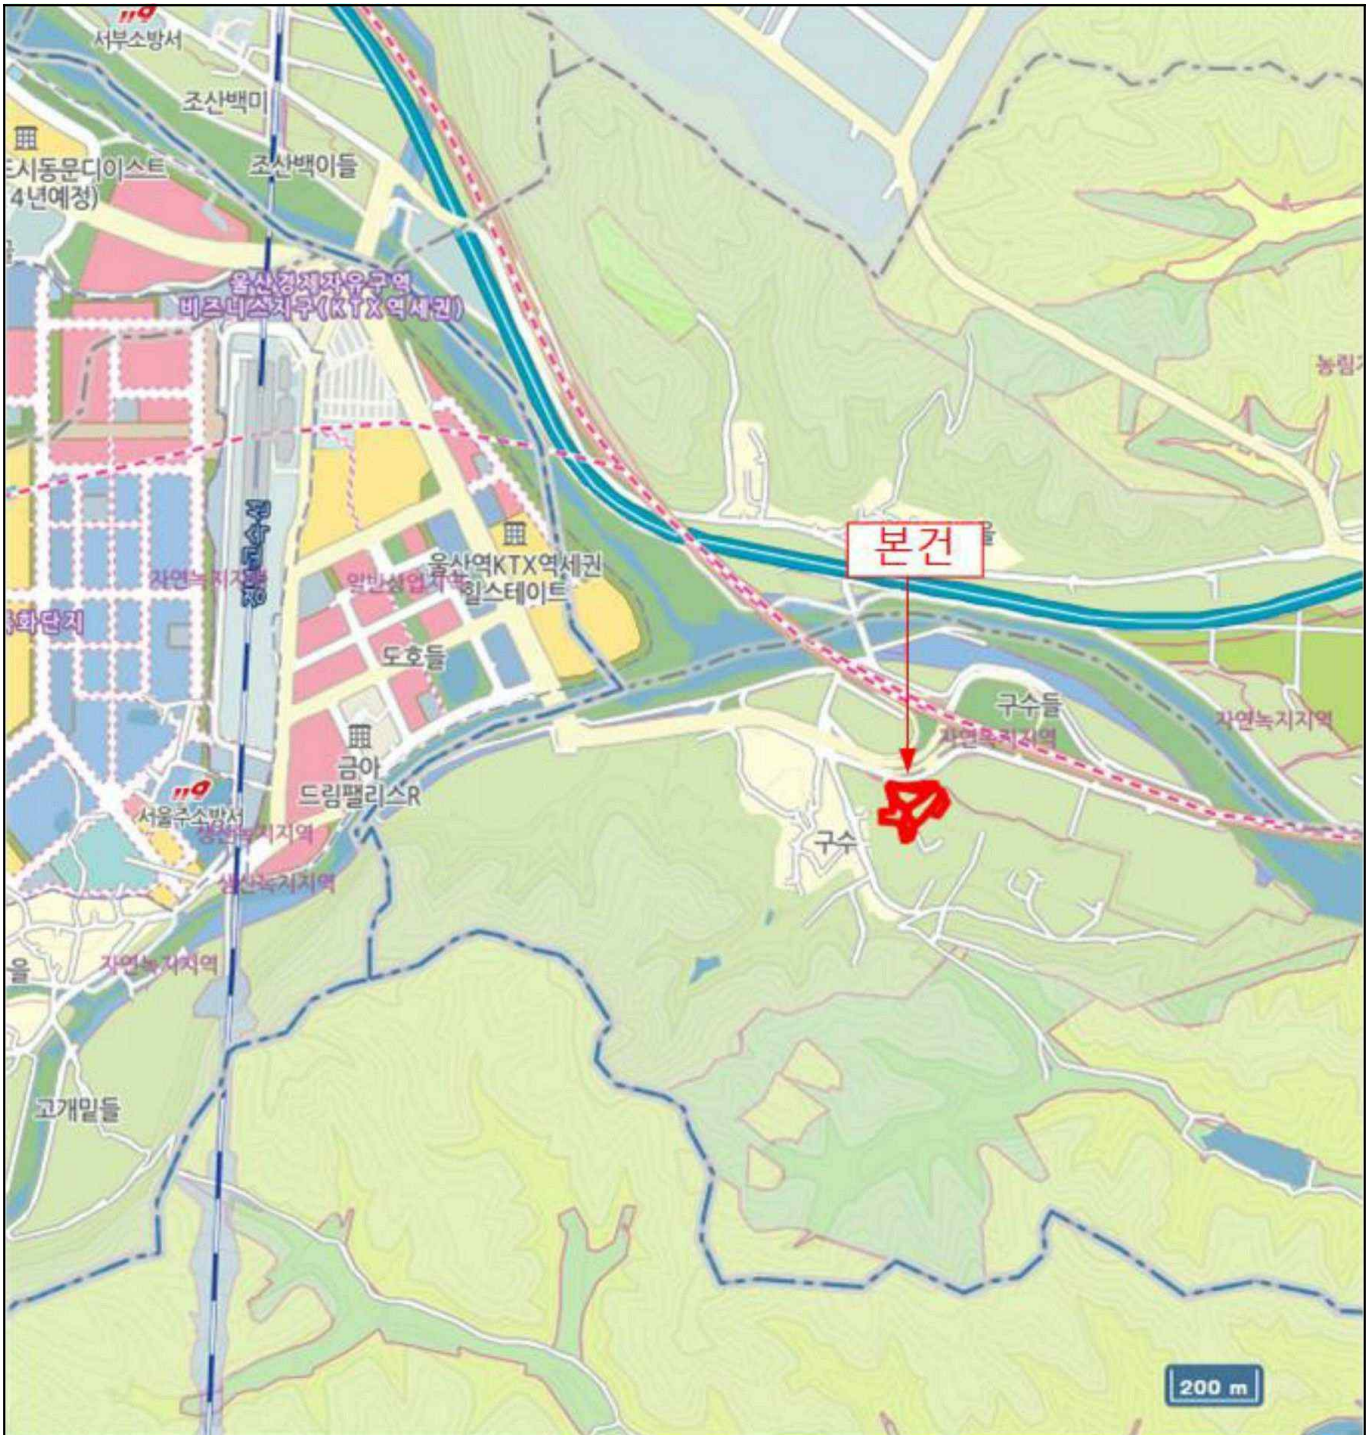 서부소방서
조산백미
조산백이들
도시동문디이스트
4년예정)
울산경제자유구역
비즈니스지구(KTX역세권)
농림지
울산역KTX역세권
힐스테이트
본건
을
자연녹지지역
일반상업지역
특화단지
도호들
구수들
자연녹지지역
자연녹지지역
금아
드림팰리스R
서울주소방서
생산녹지지역
구수
생산녹지지역
자연녹지지역
을
고개밑들
200 m